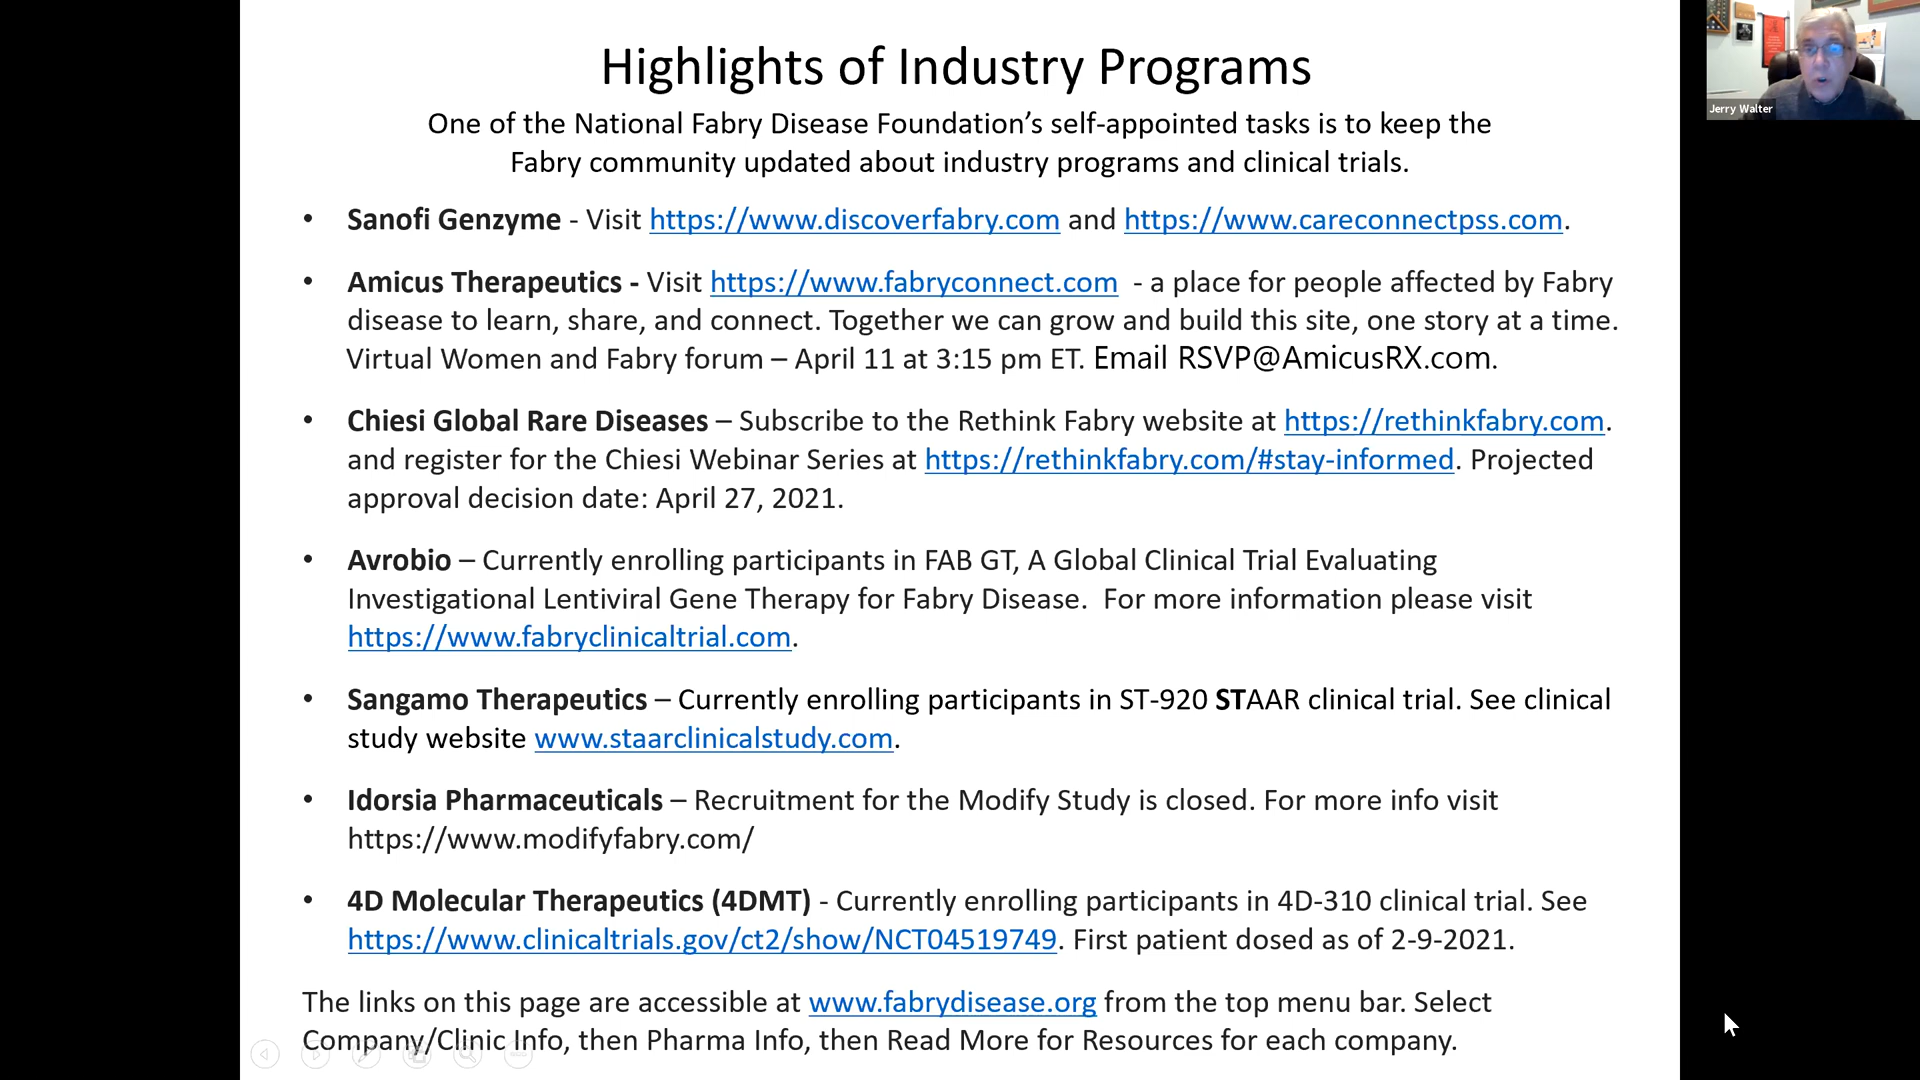 Highlights of Industry Programs
One of the National Fabry Disease Foundation’s self-appointed tasks is to keep the
Fabry community updated about industry programs and clinical trials.
• Sanofi Genzyme - Visit https://www.discoverfabry.com and https://www.careconnectpss.com.
• Amicus Therapeutics - Visit https://www.fabryconnect.com - a place for people affected by Fabry
disease to learn, share, and connect. Together we can grow and build this site, one story at a time.
Virtual Women and Fabry forum – April 11 at 3:15 pm ET. Email RSVP@AmicusRX.com.
• Chiesi Global Rare Diseases – Subscribe to the Rethink Fabry website at https://rethinkfabry.com.
and register for the Chiesi Webinar Series at https://rethinkfabry.com/#stay-informed. Projected
approval decision date: April 27, 2021.
• Avrobio – Currently enrolling participants in FAB GT, A Global Clinical Trial Evaluating
Investigational Lentiviral Gene Therapy for Fabry Disease. For more information please visit
https://www.fabryclinicaltrial.com.
• Sangamo Therapeutics – Currently enrolling participants in ST-920 STAAR clinical trial. See clinical
study website www.staarclinicalstudy.com.
• Idorsia Pharmaceuticals – Recruitment for the Modify Study is closed. For more info visit
https://www.modifyfabry.com/
• 4D Molecular Therapeutics (4DMT) - Currently enrolling participants in 4D-310 clinical trial. See
https://www.clinicaltrials.gov/ct2/show/NCT04519749. First patient dosed as of 2-9-2021.
The links on this page are accessible at www.fabrydisease.org from the top menu bar. Select
Company/Clinic Info, then Pharma Info, then Read More for Resources for each company.
Jerry Walter